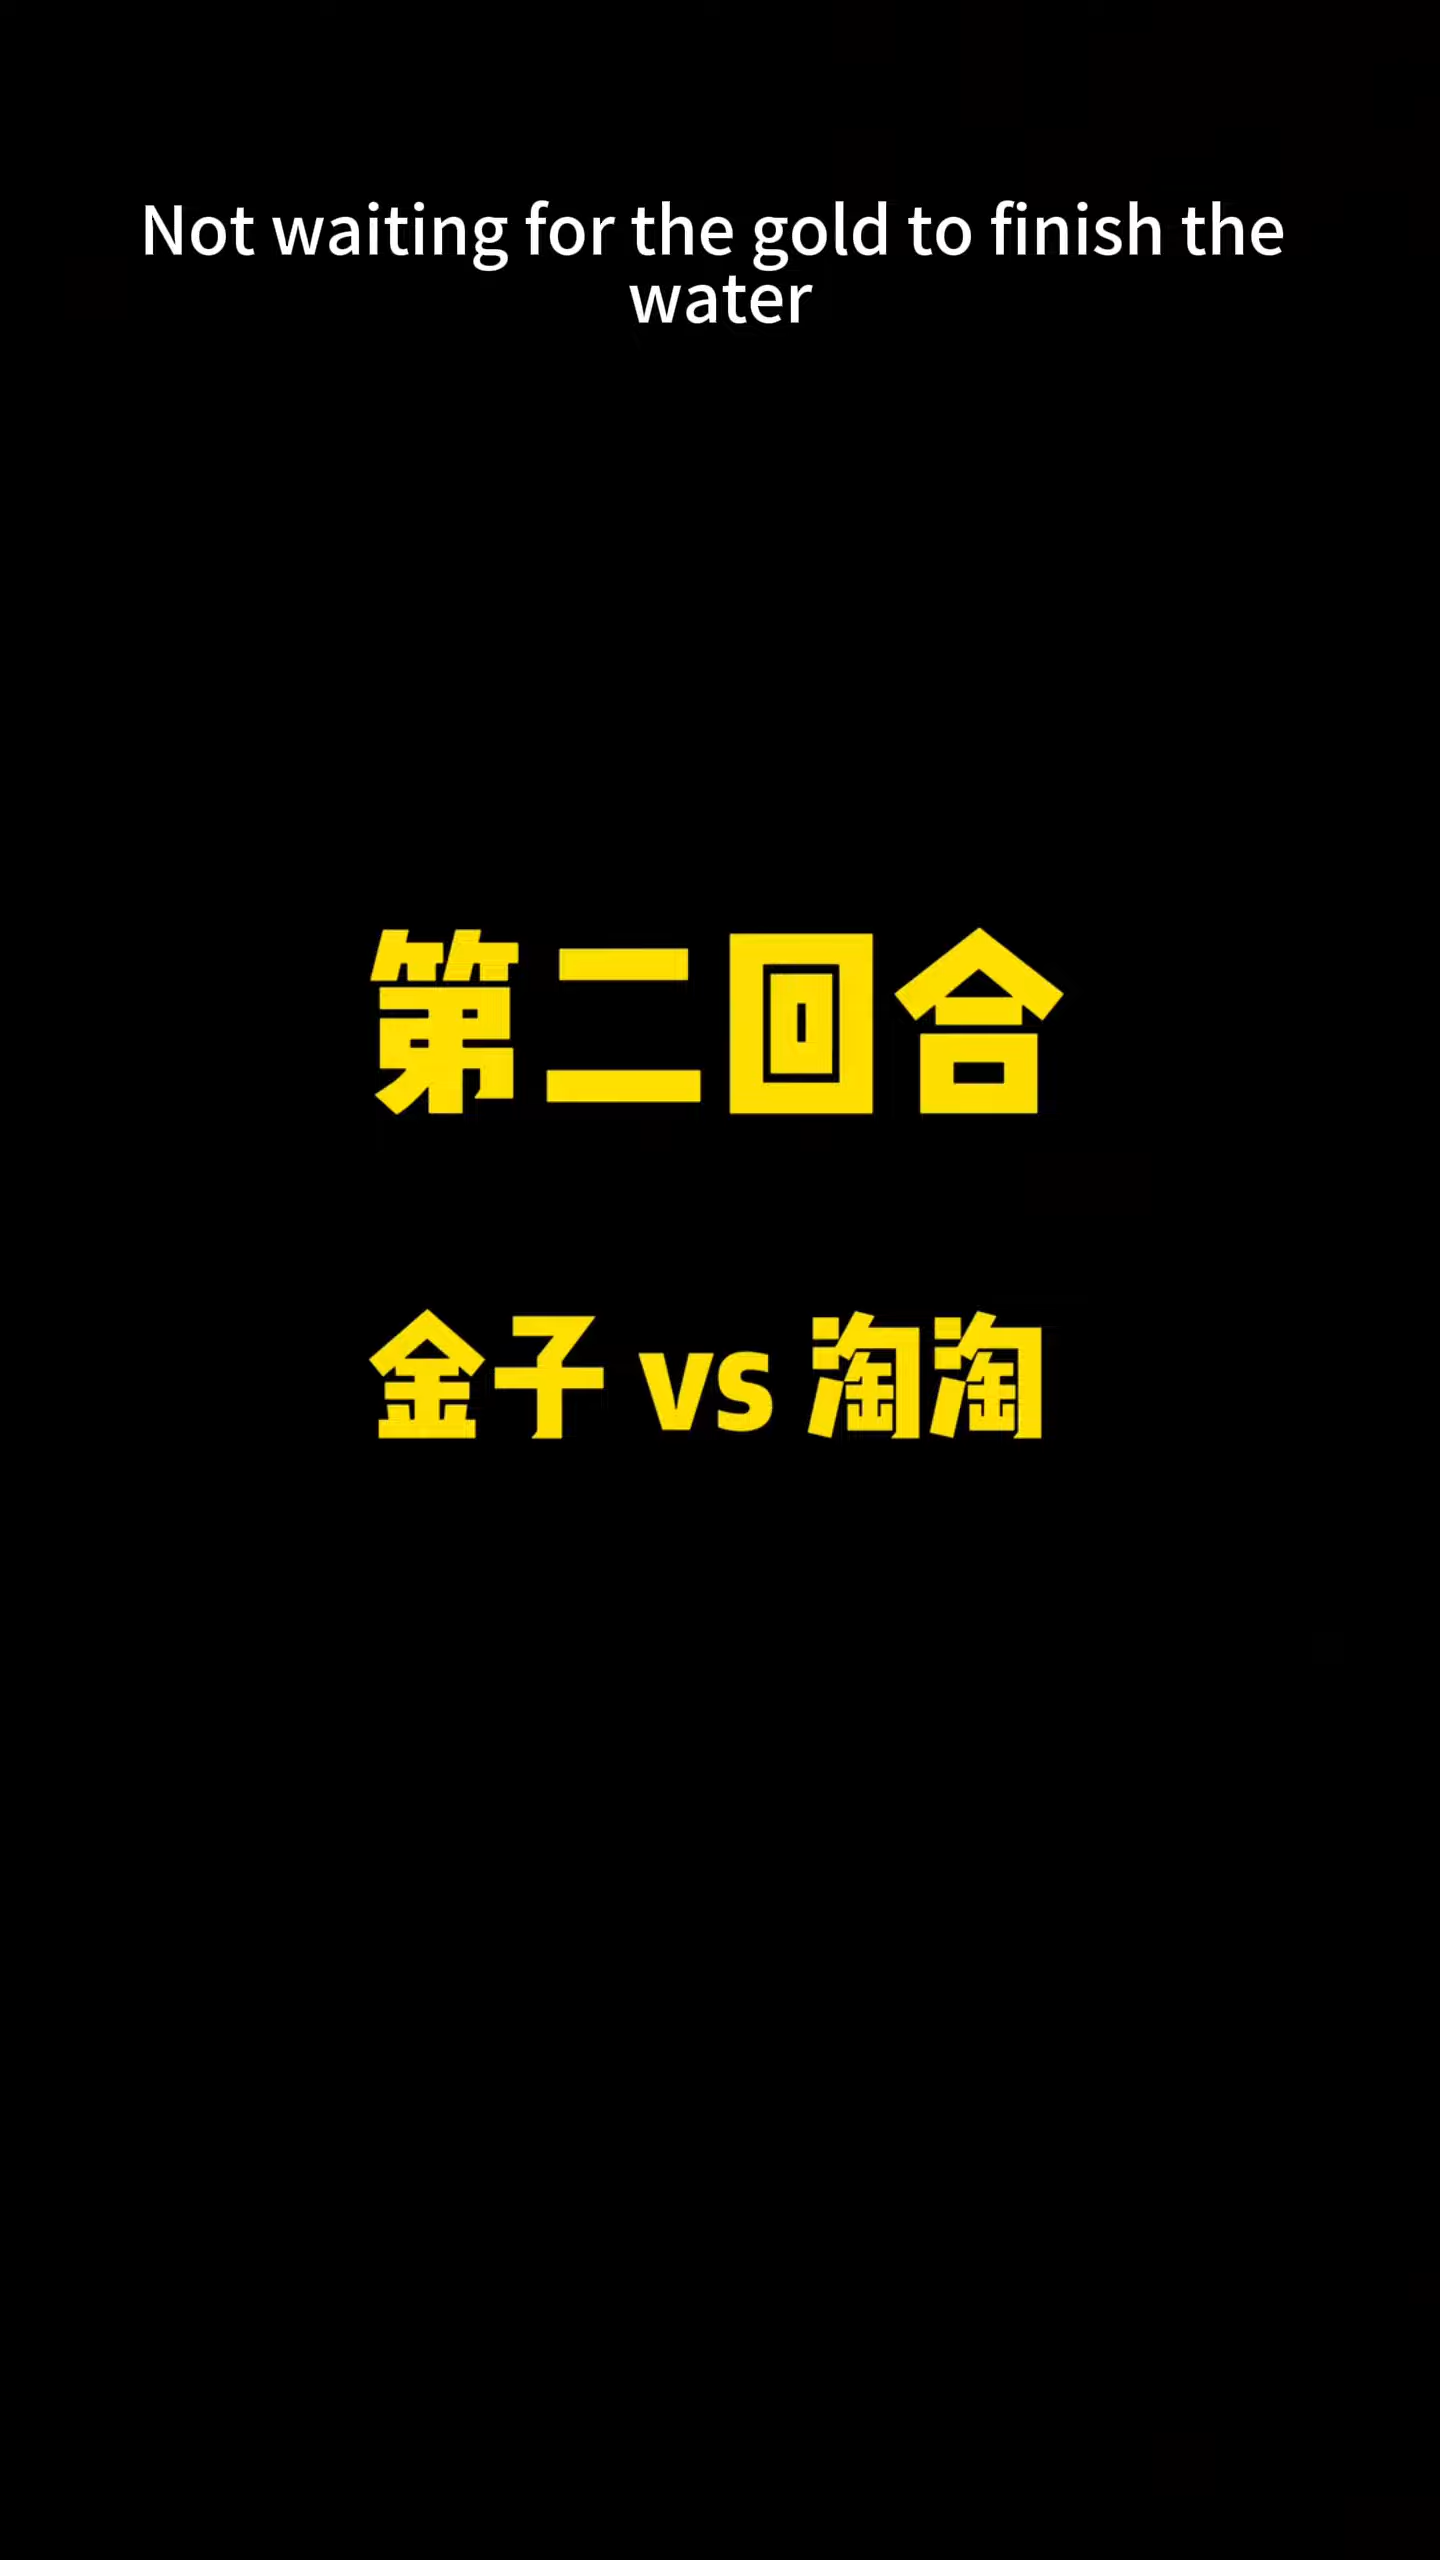 Not waiting for the gold to finish the
water
第二回合
金子 vs 淘淘